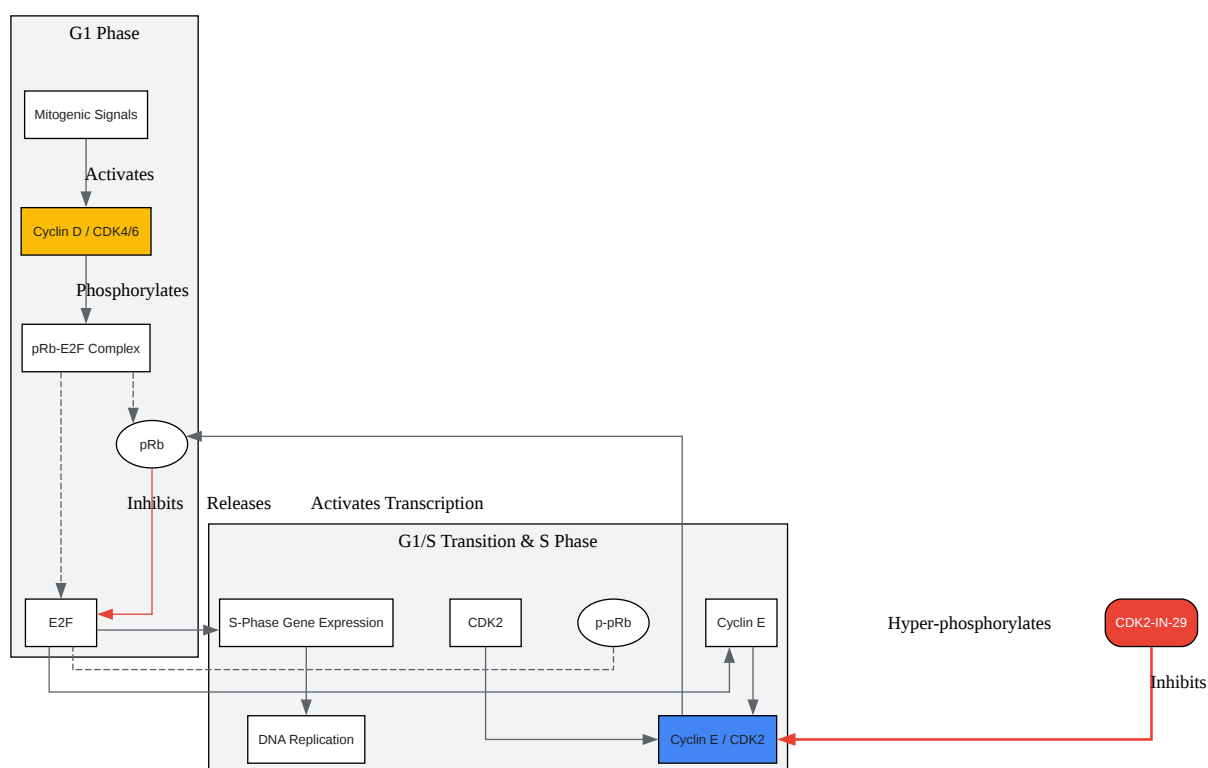 G1 Phase
Mitogenic Signals
Activates
Cyclin D / CDK4/6
Phosphorylates
pRb-E2F Complex
pRb
Inhibits
Releases
Activates Transcription
G1/S Transition & S Phase
E2F
S-Phase Gene Expression
CDK2
p-pRb
Cyclin E
Hyper-phosphorylates
CDK2-IN-29
Inhibits
DNA Replication
Cyclin E / CDK2